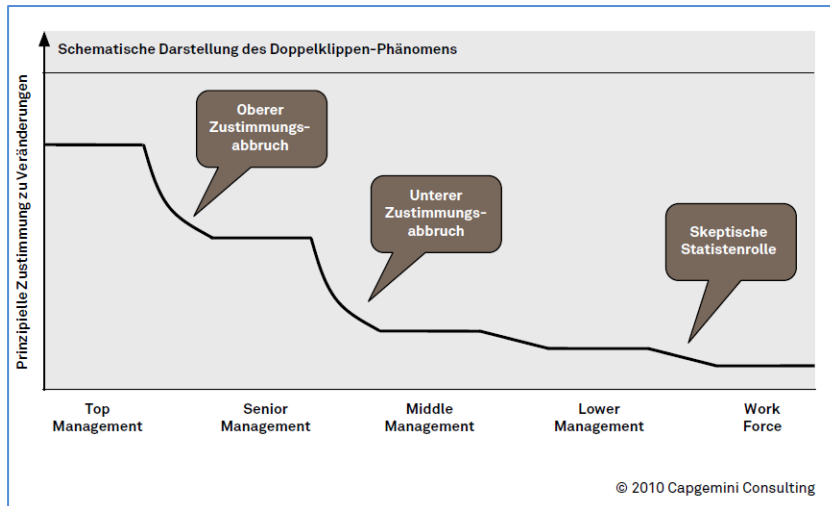 Schematische Darstellung des Doppelklippen-Phänomens
Prinzipielle Zustimmung zu Veränderungen
Oberer
Zustimmungs-
abbruch
Unterer
Zustimmungs-
abbruch
Skeptische
Statistenrolle
Top
Management
Senior
Management
Middle
Management
Lower
Management
Work
Force
© 2010 Capgemini Consulting